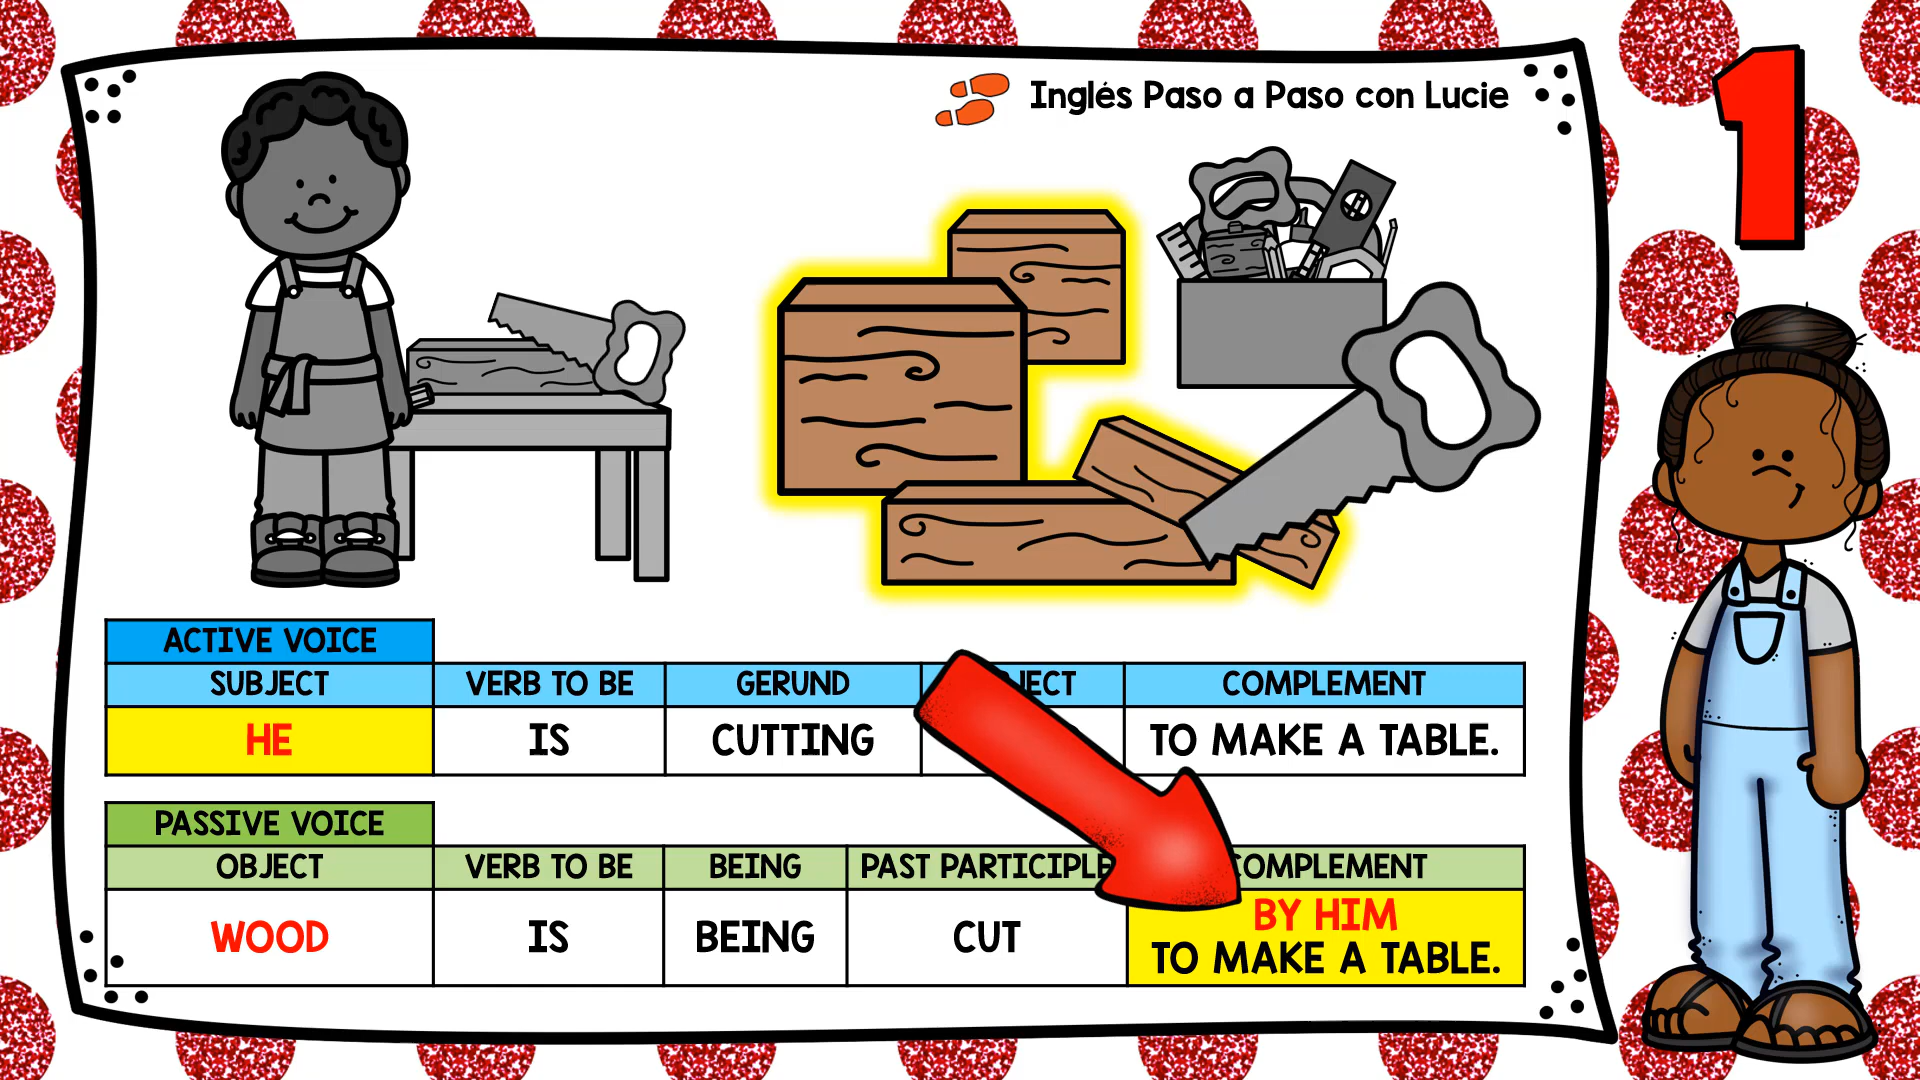 Inglés Paso a Paso con Lucie
1
ACTIVE VOICE
SUBJECT VERB TO BE GERUND COMPLEMENT
HE IS CUTTING TO MAKE A TABLE.
PASSIVE VOICE
OBJECT VERB TO BE BEING PAST PARTICIPLE COMPLEMENT
WOOD IS BEING CUT BY HIM
TO MAKE A TABLE.